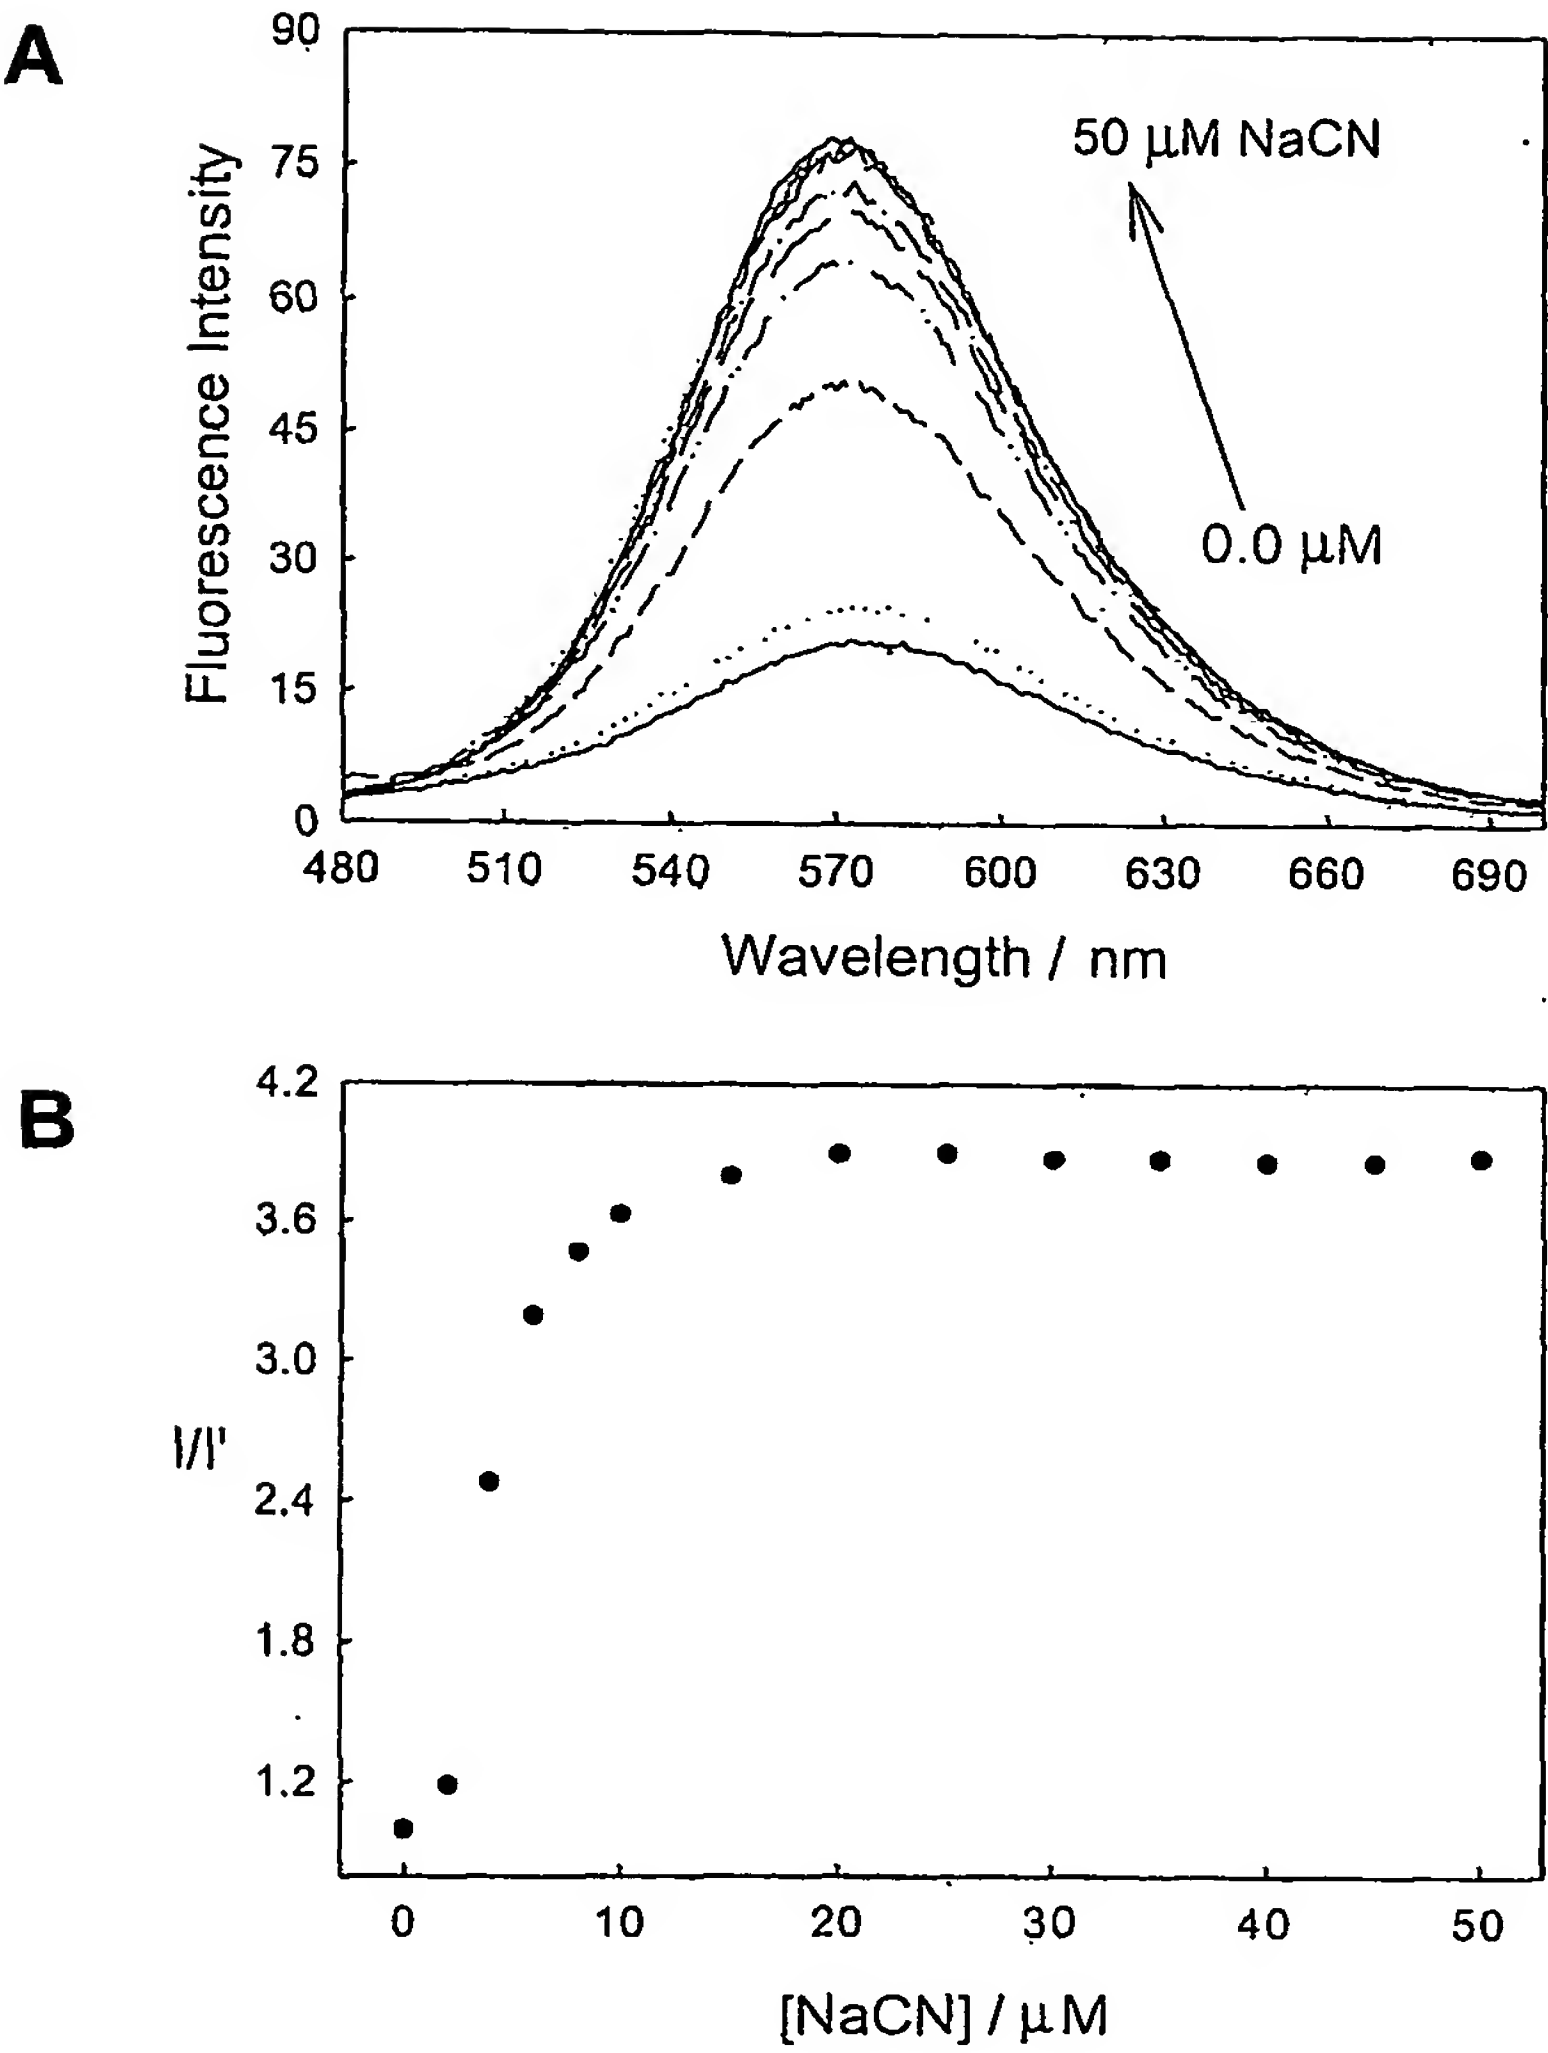 A
90
75
60
45
30
15
0
Fluorescence Intensity
50 μM NaCN
0.0 μM
480 510 540 570 600 630 660 690
Wavelength / nm
B
4.2
3.6
3.0
2.4
1.8
1.2
I/I'
0 10 20 30 40 50
[NaCN] / μM